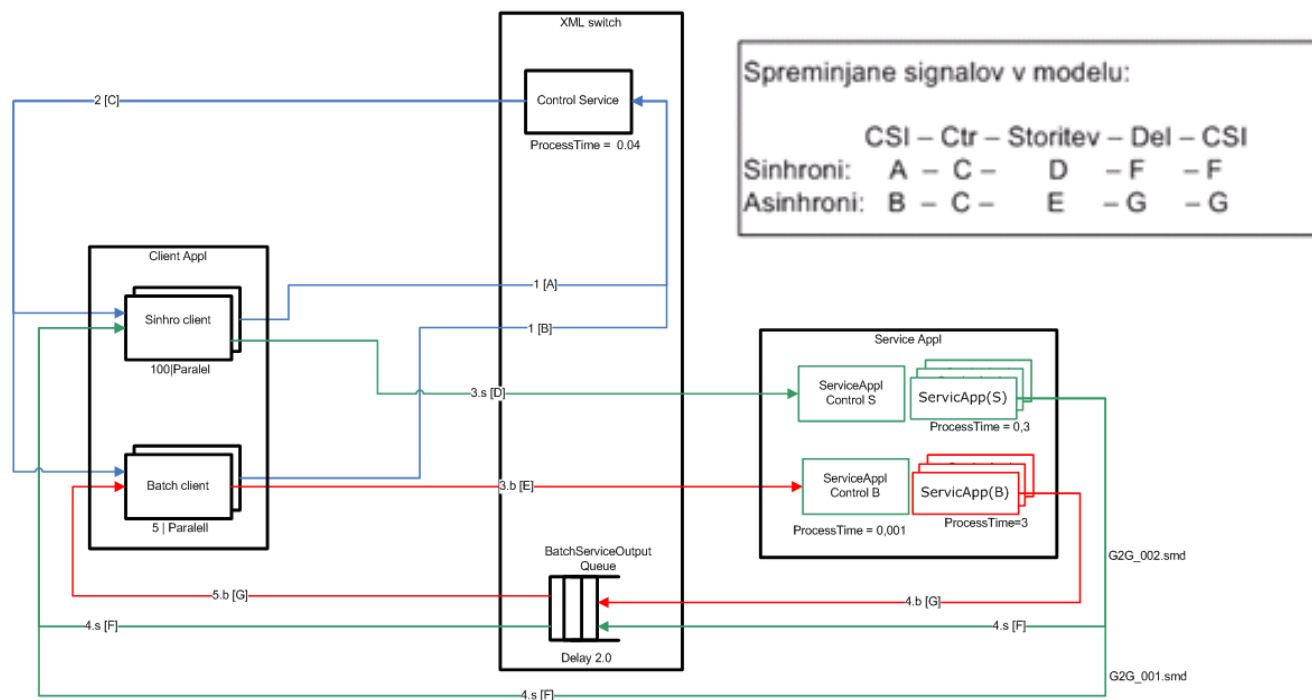 XML switch
Spreminjane signalov v modelu:
CSI – Ctr – Storitev – Del – CSI
Sinhroni: A – C – D – F – F
Asinhroni: B – C – E – G – G
2 [C]
Control Service
ProcessTime = 0.04
Client Appl
1 [A]
Sinhro client
1 [B]
100|Paralel
Service Appl
3.s [D]
ServiceAppl
Control S
ServicApp(S)
ProcessTime = 0,3
Batch client
3.b [E]
ServiceAppl
Control B
ServicApp(B)
5 | Paralell
ProcessTime = 0,001
ProcessTime=3
BatchServiceOutput
Queue
G2G_002.smd
5.b [G]
4.b [G]
4.s [F]
4.s [F]
Delay 2.0
G2G_001.smd
4.s [F]